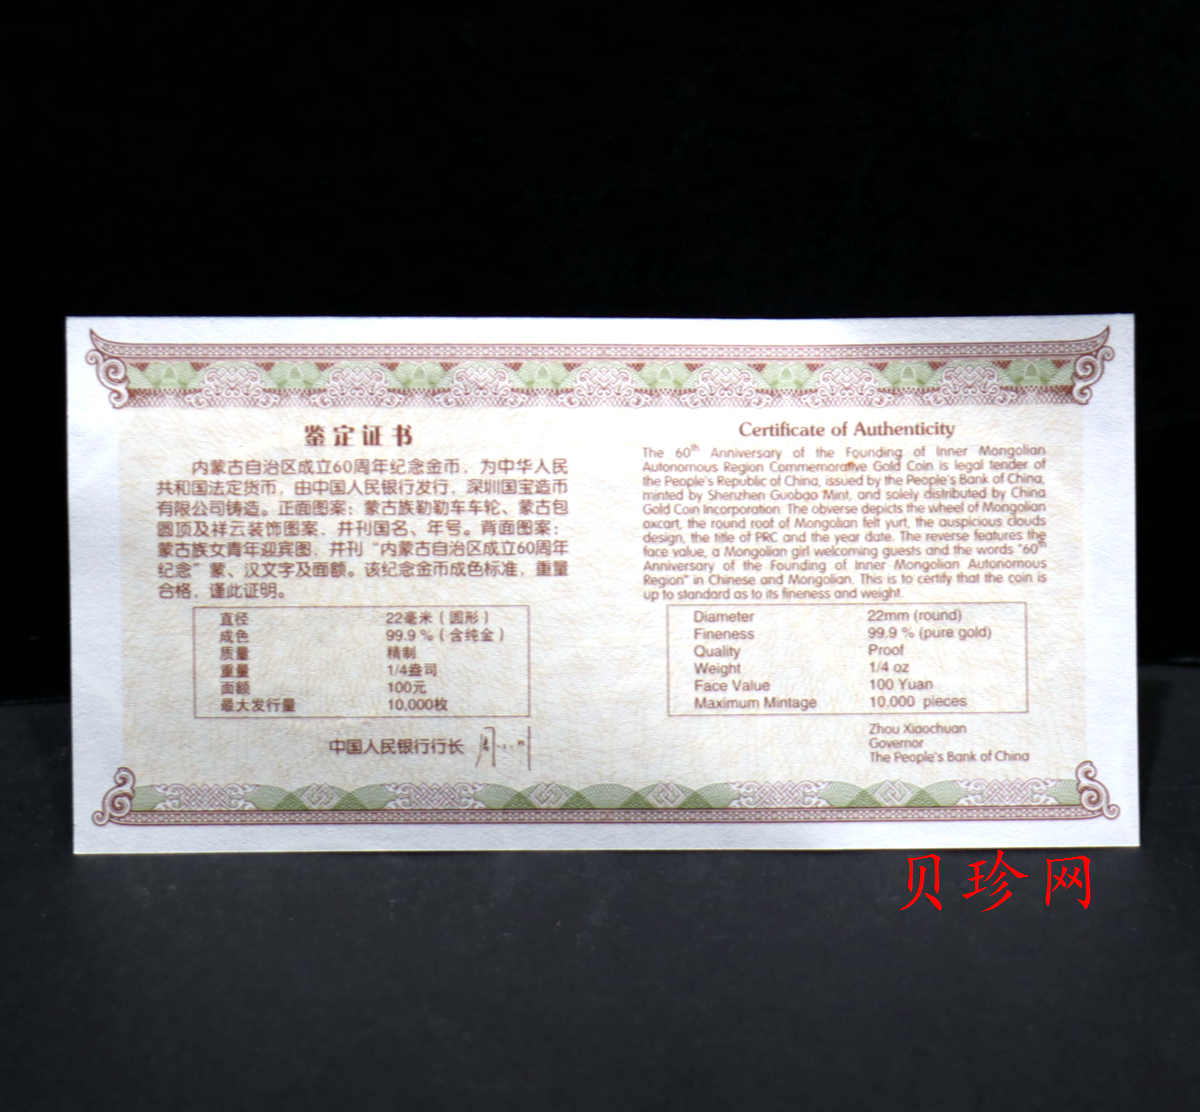 鉴定证书
内蒙古自治区成立60周年纪念金币，为中华人民
共和国法定货币，由中国人民银行发行，深圳国宝造币
有限公司铸造。正面图案：蒙古族勒勒车车轮、蒙古包
圆顶及祥云装饰图案，并刊国名、年号。背面图案：
蒙古族女青年迎宾图，并刊“内蒙古自治区成立60周年
纪念”蒙、汉文字及面额。该纪念金币成色标准，重量
合格，谨此证明。
直径 22毫米（圆形）
成色 99.9％（含纯金）
质量 精制
重量 1/4盎司
面额 100元
最大发行量 10,000枚
中国人民银行行长
Certificate of Authenticity
The 60th Anniversary of the Founding of Inner Mongolian
Autonomous Region Commemorative Gold Coin is legal tender of
the People's Republic of China, issued by the People's Bank of China,
minted by Shenzhen Guobao Mint, and solely distributed by China
Gold Coin Incorporation. The obverse depicts the wheel of Mongolian
oxcart, the round roof of Mongolian felt yurt, the auspicious clouds
design, the title of PRC and the year date. The reverse features the
face value, a Mongolian girl welcoming guests and the words "60th
Anniversary of the Founding of Inner Mongolian Autonomous
Region" in Chinese and Mongolian. This is to certify that the coin is
up to standard as to its fineness and weight.
Diameter 22mm (round)
Fineness 99.9 % (pure gold)
Quality Proof
Weight 1/4 oz
Face Value 100 Yuan
Maximum Mintage 10,000 pieces
Zhou Xiaochuan
Governor
The People's Bank of China
贝珍网